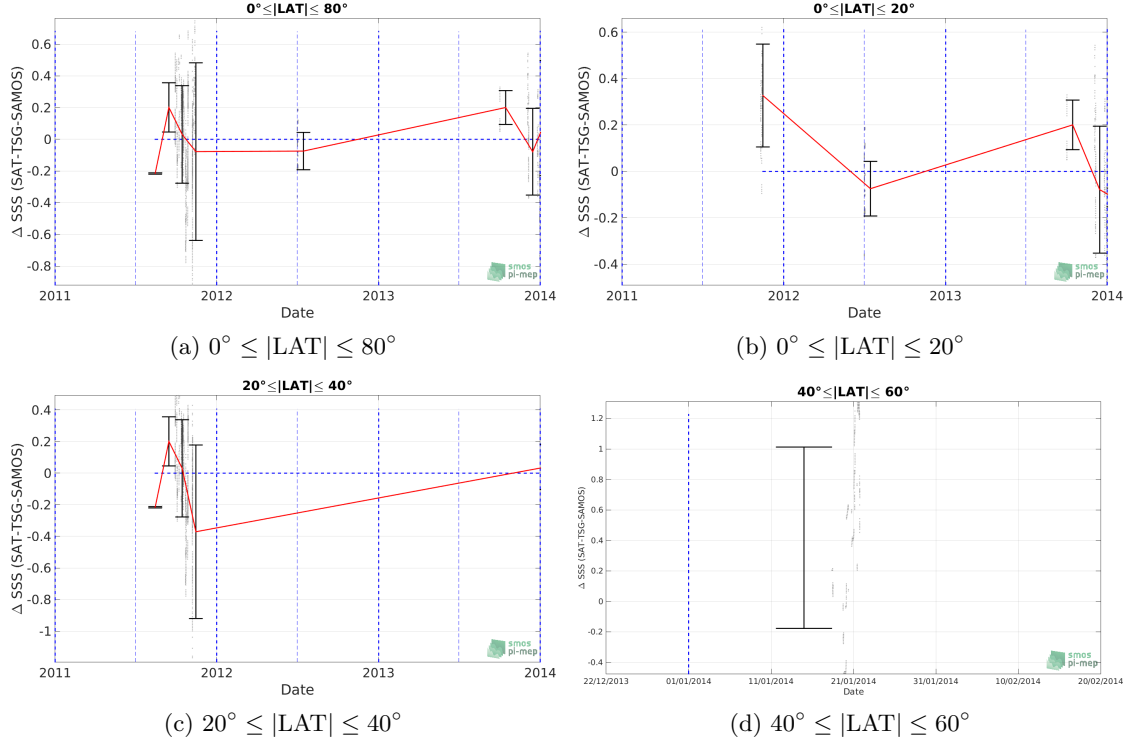 0°≤|LAT|≤ 80°
Δ SSS (SAT-TSG-SAMOS)
0.6
0.4
0.2
0
-0.2
-0.4
-0.6
-0.8
smos
pi-mep
2011 2012 2013 2014
Date
(a) 0° ≤ |LAT| ≤ 80°
0°≤|LAT|≤ 20°
Δ SSS (SAT-TSG-SAMOS)
0.6
0.4
0.2
0
-0.2
-0.4
smos
pi-mep
2011 2012 2013 2014
Date
(b) 0° ≤ |LAT| ≤ 20°
20°≤|LAT|≤ 40°
Δ SSS (SAT-TSG-SAMOS)
0.4
0.2
0
-0.2
-0.4
-0.6
-0.8
-1
smos
pi-mep
2011 2012 2013 2014
Date
(c) 20° ≤ |LAT| ≤ 40°
40°≤|LAT|≤ 60°
Δ SSS (SAT-TSG-SAMOS)
1.2
1
0.8
0.6
0.4
0.2
0
-0.2
-0.4
smos
pi-mep
22/12/2013 01/01/2014 11/01/2014 21/01/2014 31/01/2014 10/02/2014 20/02/2014
Date
(d) 40° ≤ |LAT| ≤ 60°